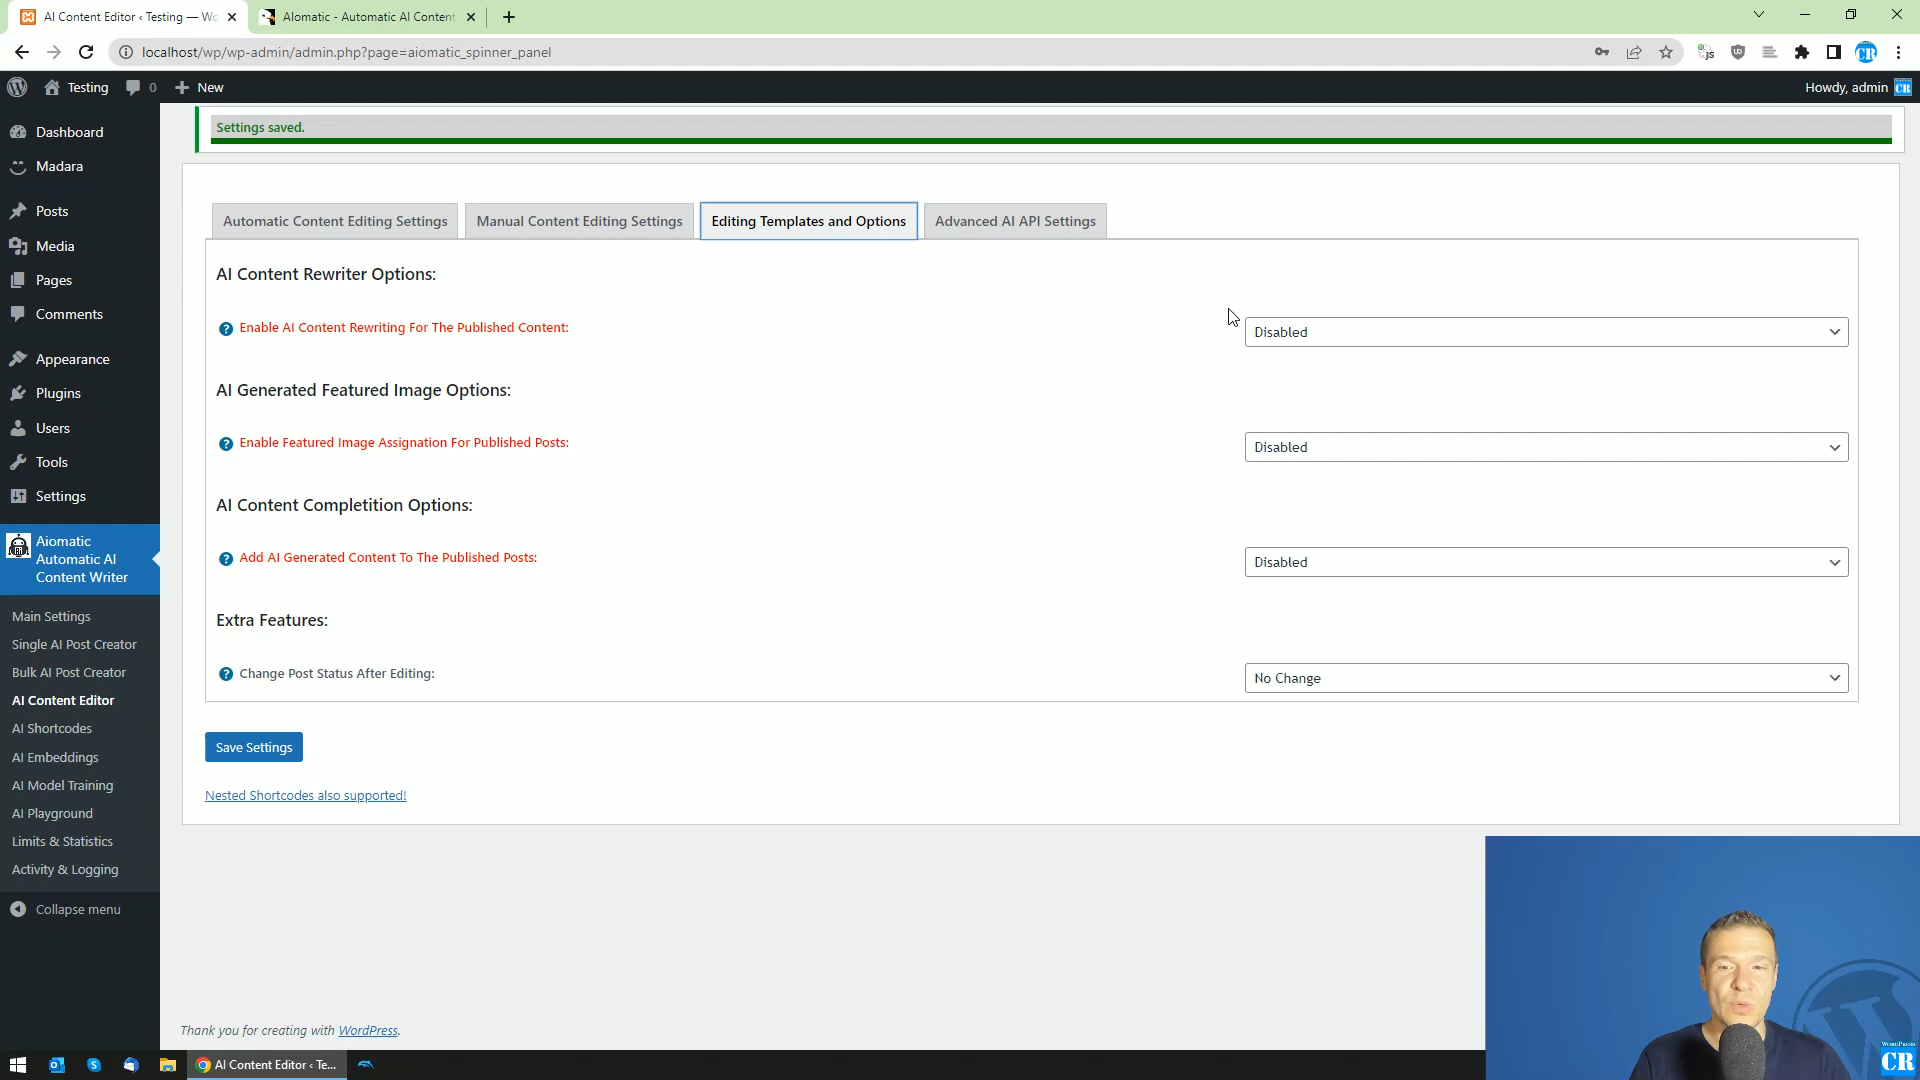 AI Content Editor ‹ Testing — Wo
AIomatic - Automatic AI Content
localhost/wp/wp-admin/admin.php?page=aiomatic_spinner_panel
Testing
0
New
Howdy, admin
Dashboard
Madara
Posts
Media
Pages
Comments
Appearance
Plugins
Users
Tools
Settings
Aiomatic
Automatic AI
Content Writer
Main Settings
Single AI Post Creator
Bulk AI Post Creator
AI Content Editor
AI Shortcodes
AI Embeddings
AI Model Training
AI Playground
Limits & Statistics
Activity & Logging
Collapse menu
Settings saved.
Automatic Content Editing Settings
Manual Content Editing Settings
Editing Templates and Options
Advanced AI API Settings
AI Content Rewriter Options:
Enable AI Content Rewriting For The Published Content:
Disabled
AI Generated Featured Image Options:
Enable Featured Image Assignation For Published Posts:
Disabled
AI Content Completition Options:
Add AI Generated Content To The Published Posts:
Disabled
Extra Features:
Change Post Status After Editing:
No Change
Save Settings
Nested Shortcodes also supported!
Thank you for creating with WordPress.
AI Content Editor ‹ Te...
WORDPRESS
CR